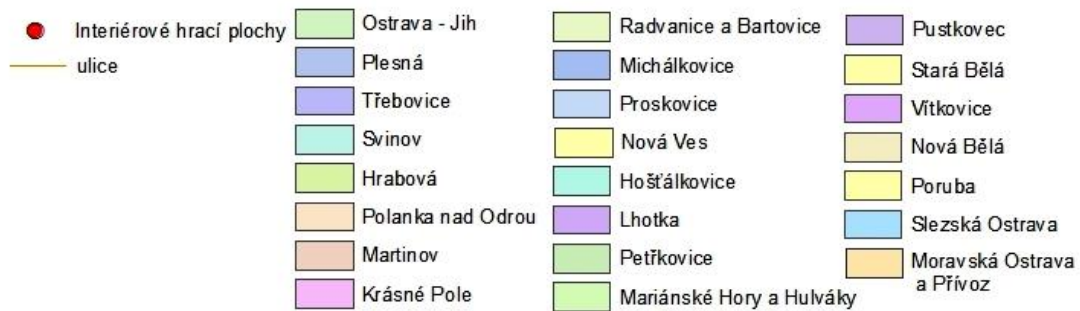 Interiérové hrací plochy
ulice
Ostrava - Jih
Plesná
Třebovice
Svinov
Hrabová
Polanka nad Odrou
Martinov
Krásné Pole
Radvanice a Bartovice
Michálkovice
Proskovice
Nová Ves
Hošťálkovice
Lhotka
Petřkovice
Mariánské Hory a Hulváky
Pustkovec
Stará Bělá
Vítkovice
Nová Bělá
Poruba
Slezská Ostrava
Moravská Ostrava
a Přívoz